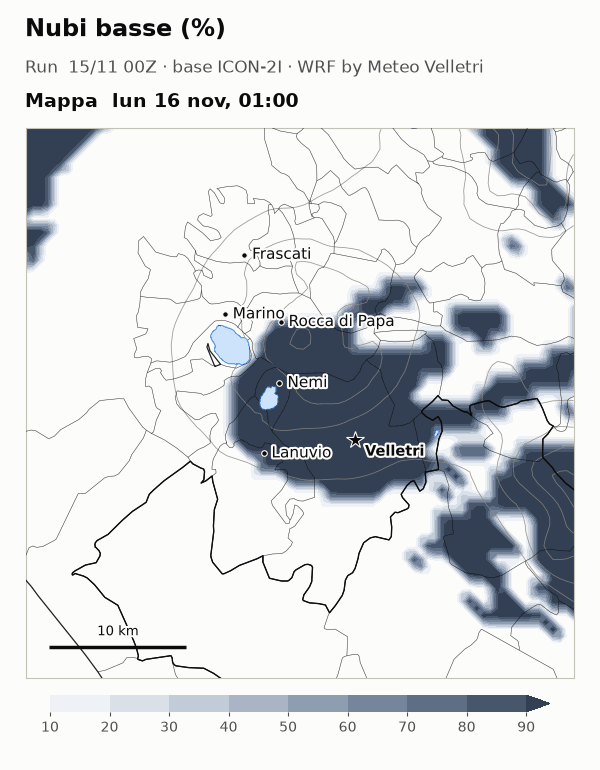 Nubi basse (%)
Run  15/11 00Z · base ICON-2I · WRF by Meteo Velletri
Mappa  lun 16 nov, 01:00
Frascati
Marino
Rocca di Papa
Nemi
Lanuvio
Velletri
10 km
10 20 30 40 50 60 70 80 90